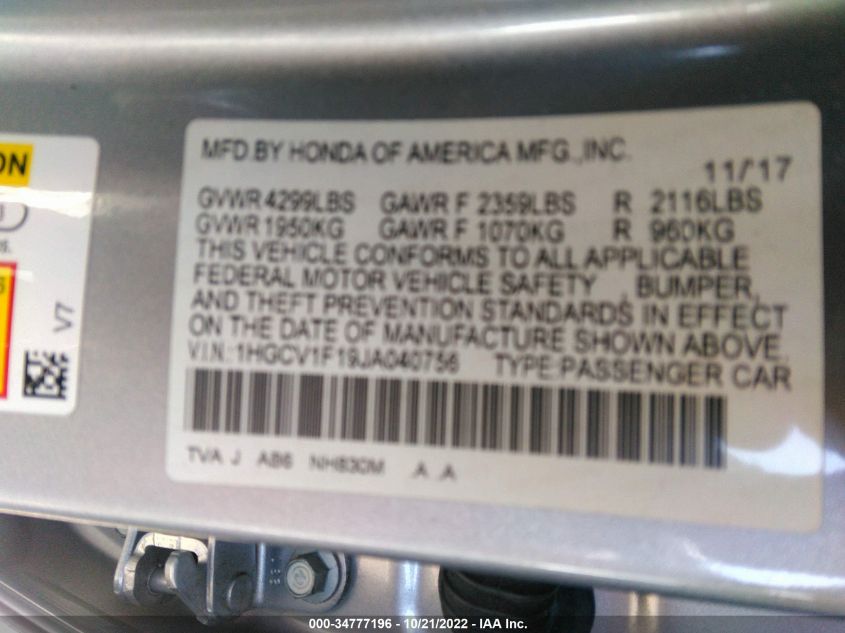 ON
s.
V7
MFD.BY HONDA OF AMERICA MFG.,INC.
11/'17
GVWR 4299LBS GAWR F 2359LBS R 2116LBS
GVWR 1950KG GAWR F 1070KG R 960KG
THIS VEHICLE CONFORMS TO ALL APPLICABLE
FEDERAL MOTOR VEHICLE SAFETY , BUMPER,
AND THEFT PREVENTION STANDARDS IN EFFECT
ON THE DATE OF MANUFACTURE SHOWN ABOVE.
V.I.N.:1HGCV1F19JA040756 TYPE:PASSENGER CAR
TVA J AB6 NH830M A A
000-34777196 - 10/21/2022 - IAA Inc.